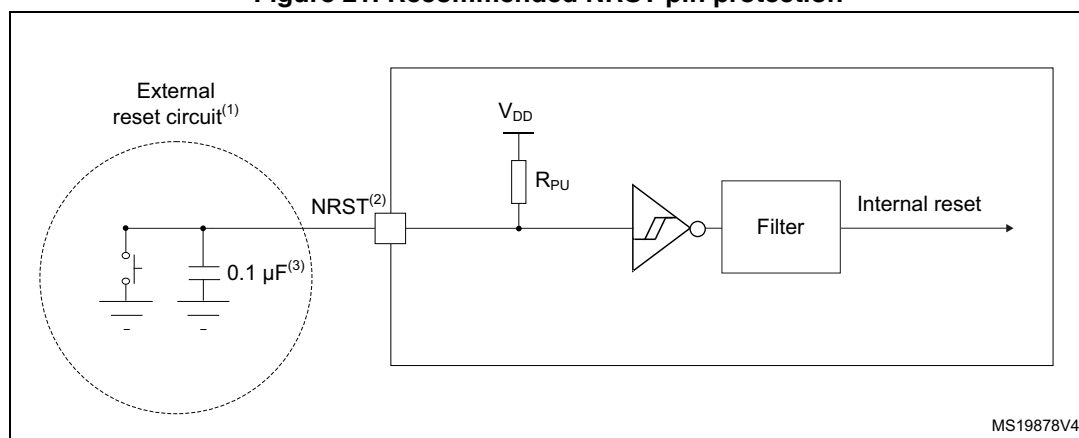 Figure 21. Recommended NRST pin protection
External
reset circuit(1)
VDD
RPU
NRST(2)
0.1 µF(3)
Filter
Internal reset
MS19878V4